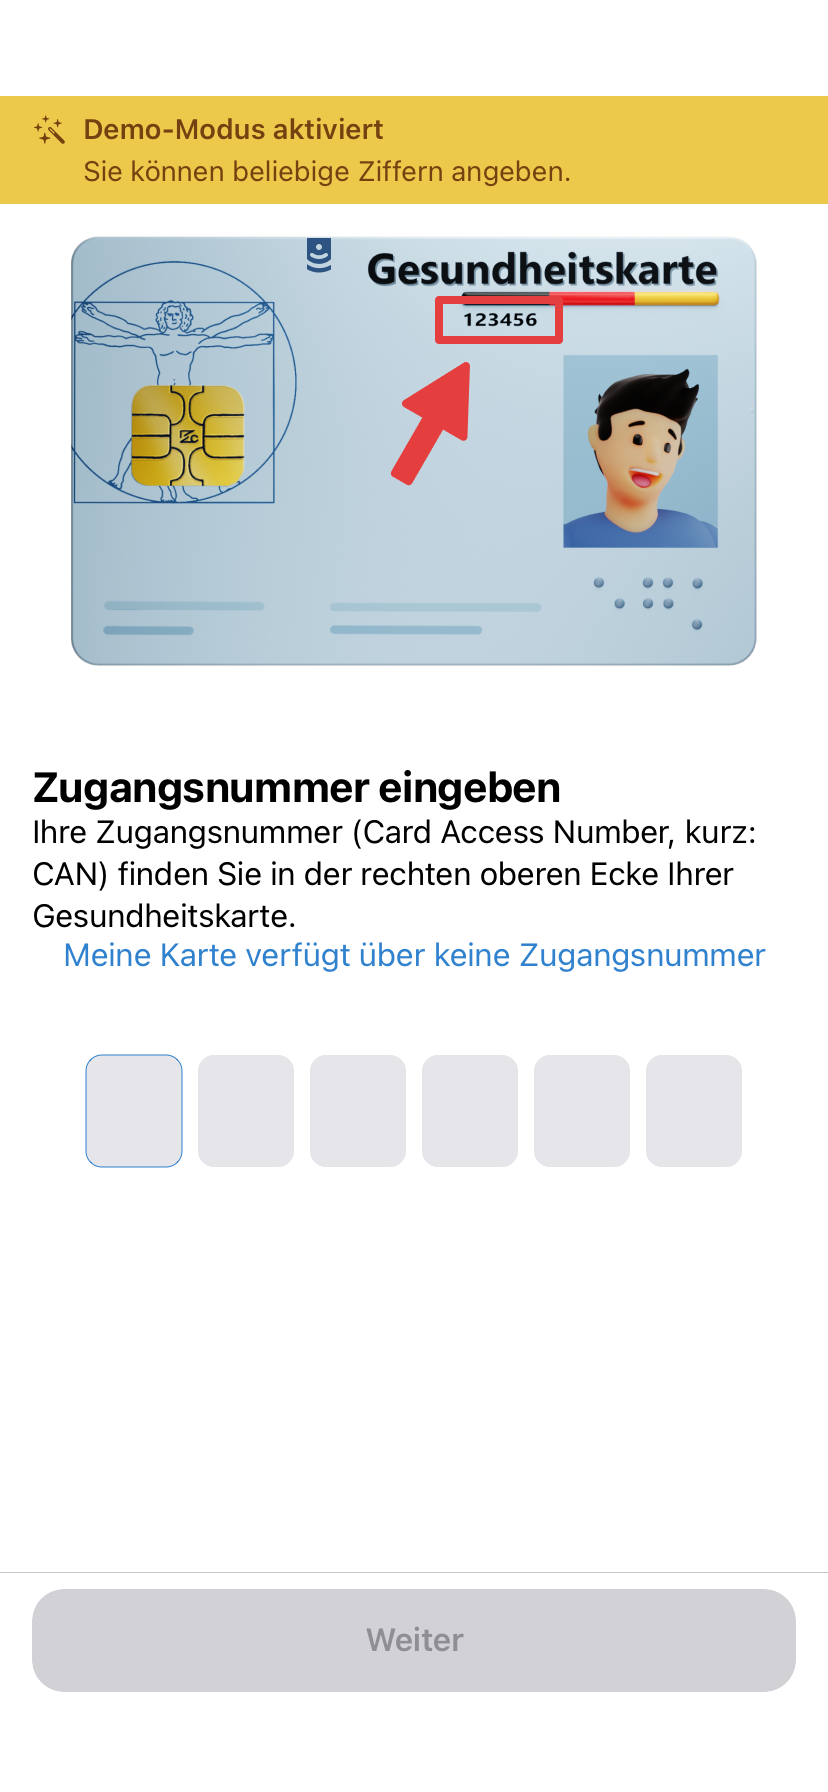 Demo-Modus aktiviert
Sie können beliebige Ziffern angeben.
Gesundheitskarte
123456
Zugangsnummer eingeben
Ihre Zugangsnummer (Card Access Number, kurz:
CAN) finden Sie in der rechten oberen Ecke Ihrer
Gesundheitskarte.
Meine Karte verfügt über keine Zugangsnummer
Weiter